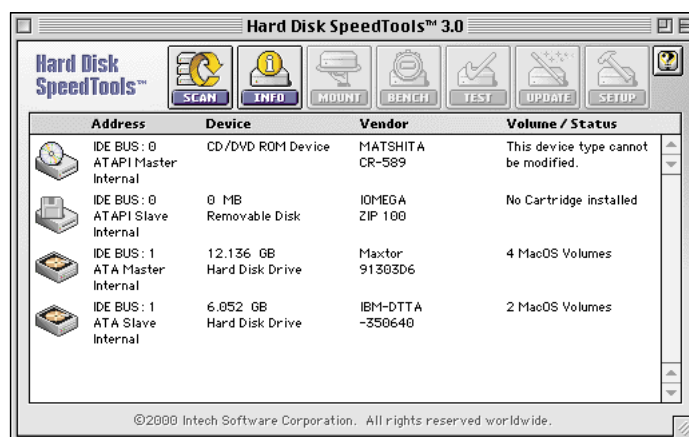 Hard Disk SpeedTools™ 3.0
Hard Disk
SpeedTools™
SCAN INFO MOUNT BENCH TEST UPDATE SETUP ?
Address Device Vendor Volume / Status
IDE BUS: 0 CD/DVD ROM Device MATSHITA This device type cannot
ATAPI Master CR-589 be modified.
Internal
IDE BUS: 0 0 MB IOMEGA No Cartridge installed
ATAPI Slave Removable Disk ZIP 100
Internal
IDE BUS: 1 12.136 GB Maxtor 4 MacOS Volumes
ATA Master Hard Disk Drive 91303D6
Internal
IDE BUS: 1 6.052 GB IBM-DTTA 2 MacOS Volumes
ATA Slave Hard Disk Drive -350640
Internal
©2000 Intech Software Corporation. All rights reserved worldwide.